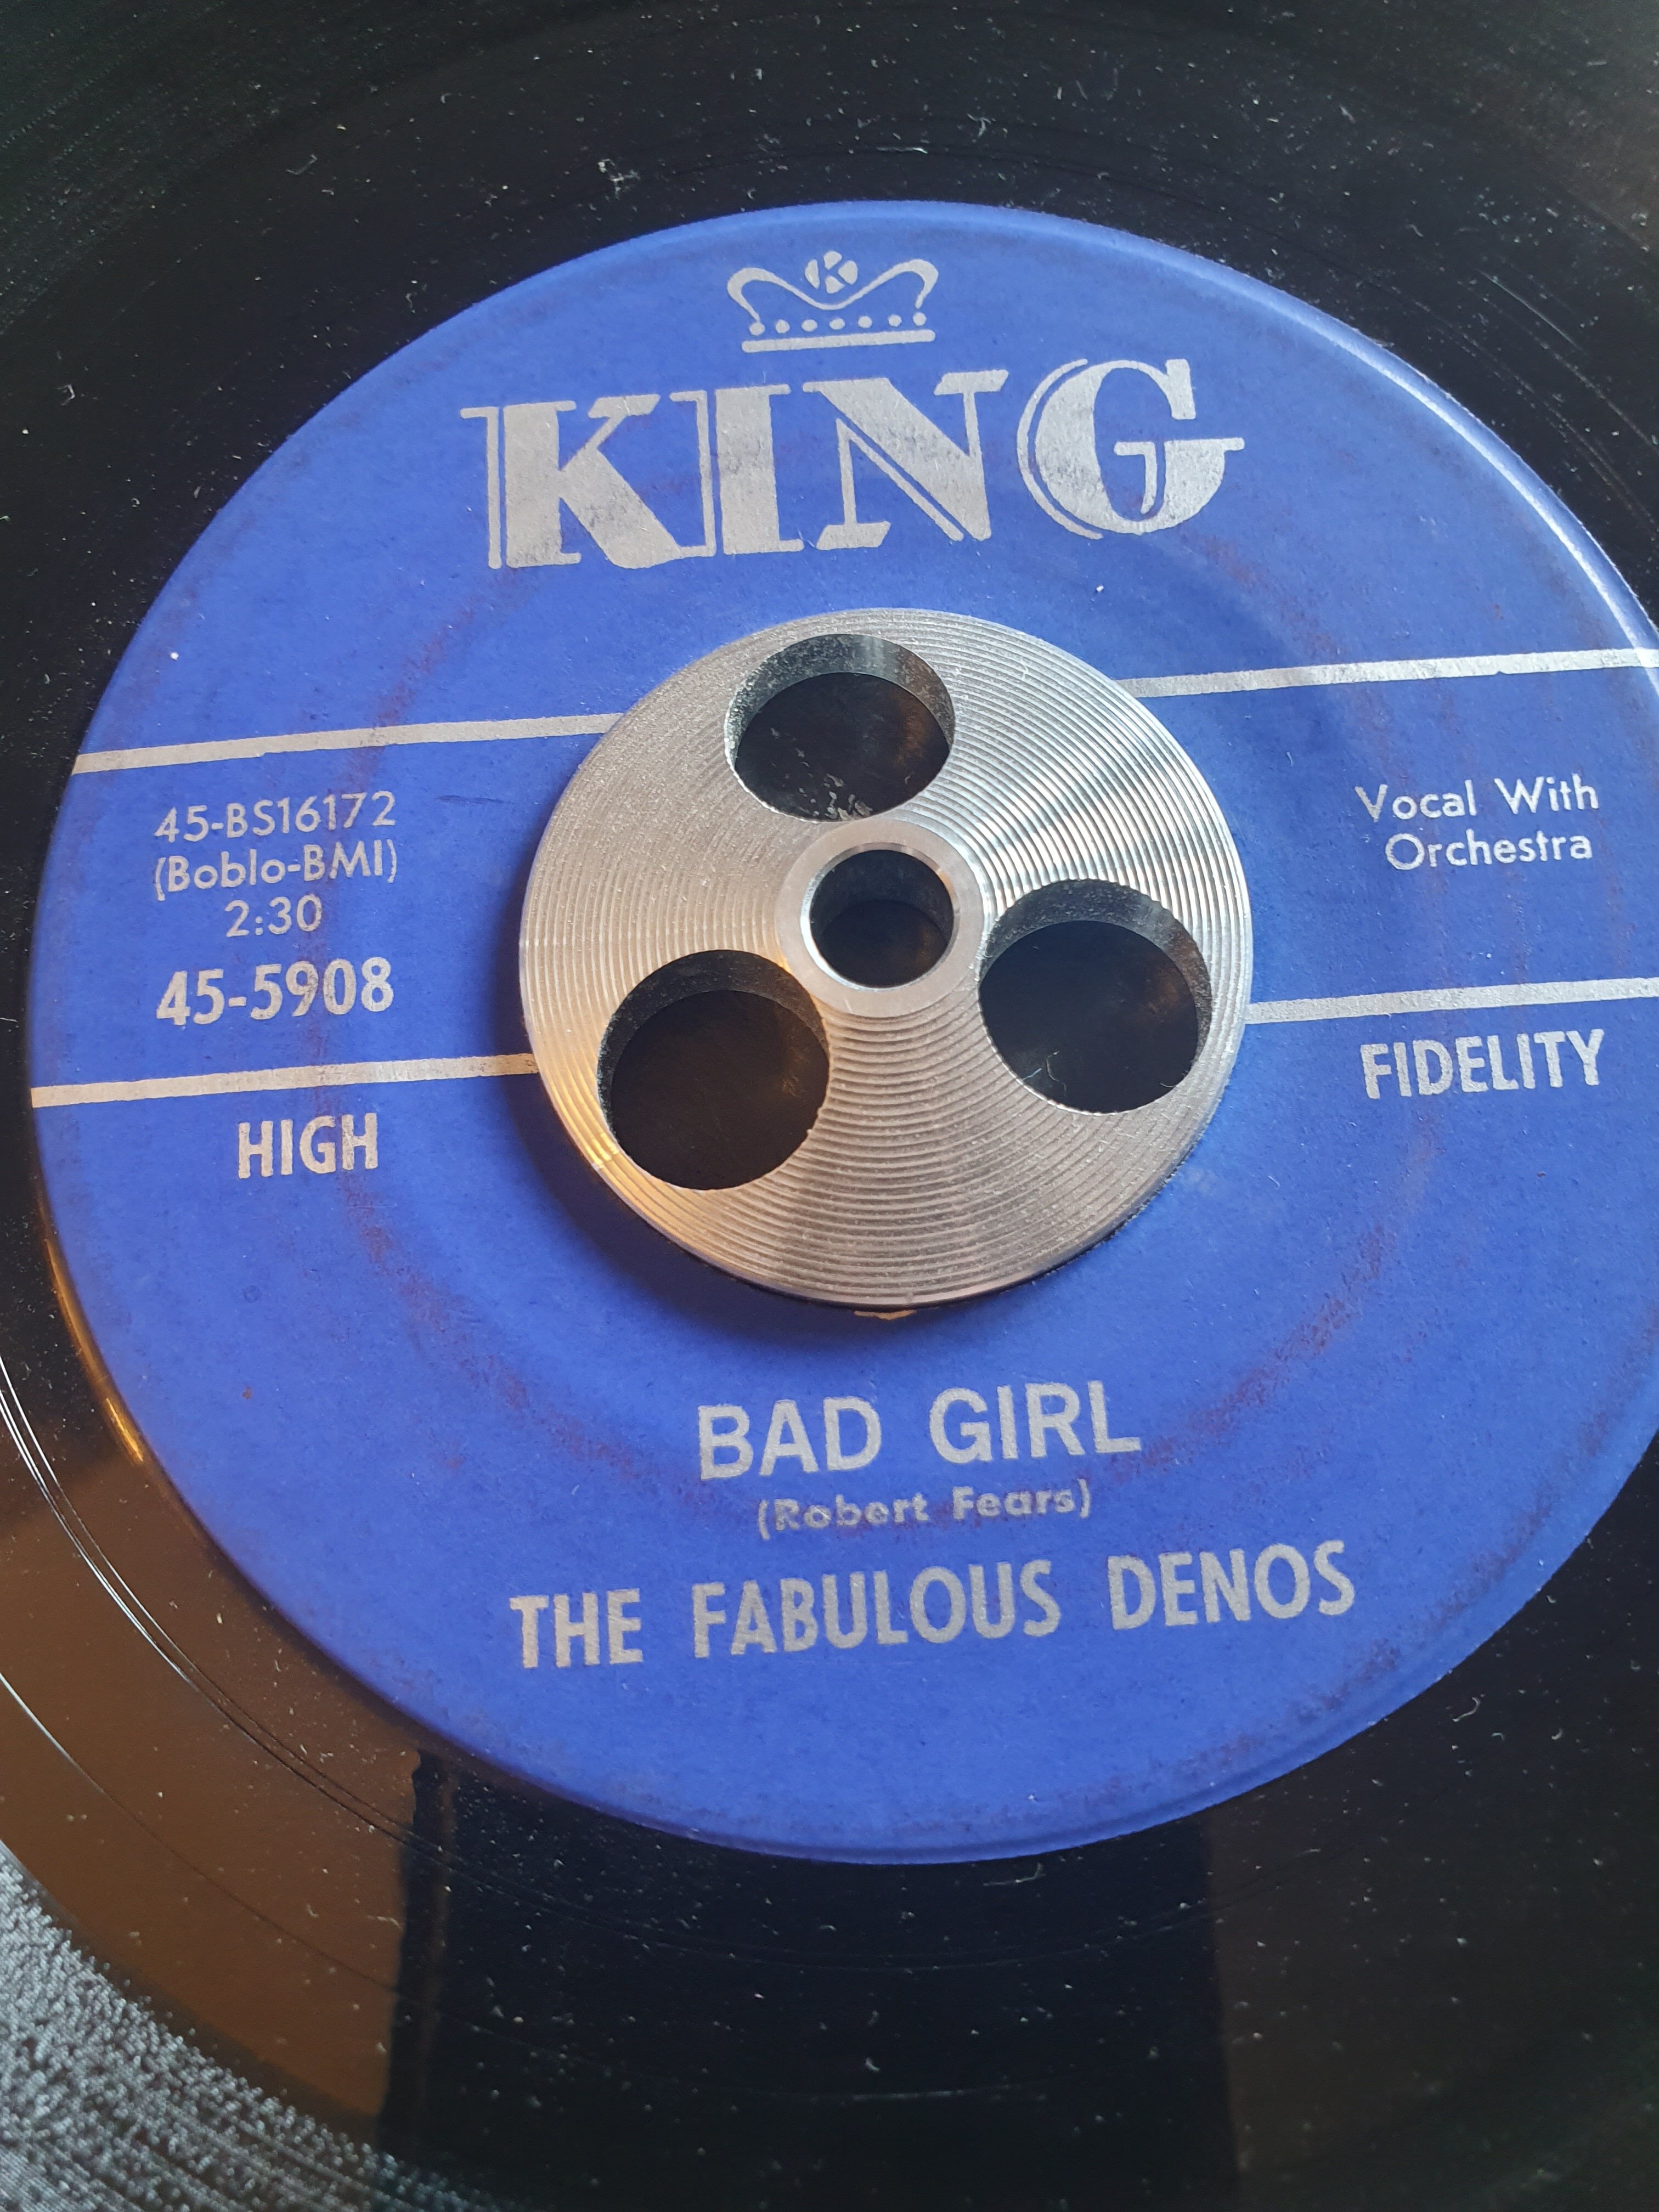 K
KING
45-BS16172
(Boblo-BMI)
2:30
45-5908
Vocal With
Orchestra
HIGH
FIDELITY
BAD GIRL
(Robert Fears)
THE FABULOUS DENOS